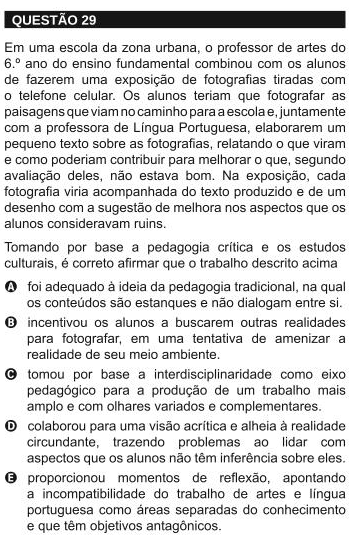 QUESTÃO 29
Em uma escola da zona urbana, o professor de artes do
6.º ano do ensino fundamental combinou com os alunos
de fazerem uma exposição de fotografias tiradas com
o telefone celular. Os alunos teriam que fotografar as
paisagens que viam no caminho para a escola e, juntamente
com a professora de Língua Portuguesa, elaborarem um
pequeno texto sobre as fotografias, relatando o que viram
e como poderiam contribuir para melhorar o que, segundo
avaliação deles, não estava bom. Na exposição, cada
fotografia viria acompanhada do texto produzido e de um
desenho com a sugestão de melhora nos aspectos que os
alunos consideravam ruins.
Tomando por base a pedagogia crítica e os estudos
culturais, é correto afirmar que o trabalho descrito acima
A foi adequado à ideia da pedagogia tradicional, na qual
os conteúdos são estanques e não dialogam entre si.
B incentivou os alunos a buscarem outras realidades
para fotografar, em uma tentativa de amenizar a
realidade de seu meio ambiente.
C tomou por base a interdisciplinaridade como eixo
pedagógico para a produção de um trabalho mais
amplo e com olhares variados e complementares.
D colaborou para uma visão acrítica e alheia à realidade
circundante, trazendo problemas ao lidar com
aspectos que os alunos não têm inferência sobre eles.
E proporcionou momentos de reflexão, apontando
a incompatibilidade do trabalho de artes e língua
portuguesa como áreas separadas do conhecimento
e que têm objetivos antagônicos.